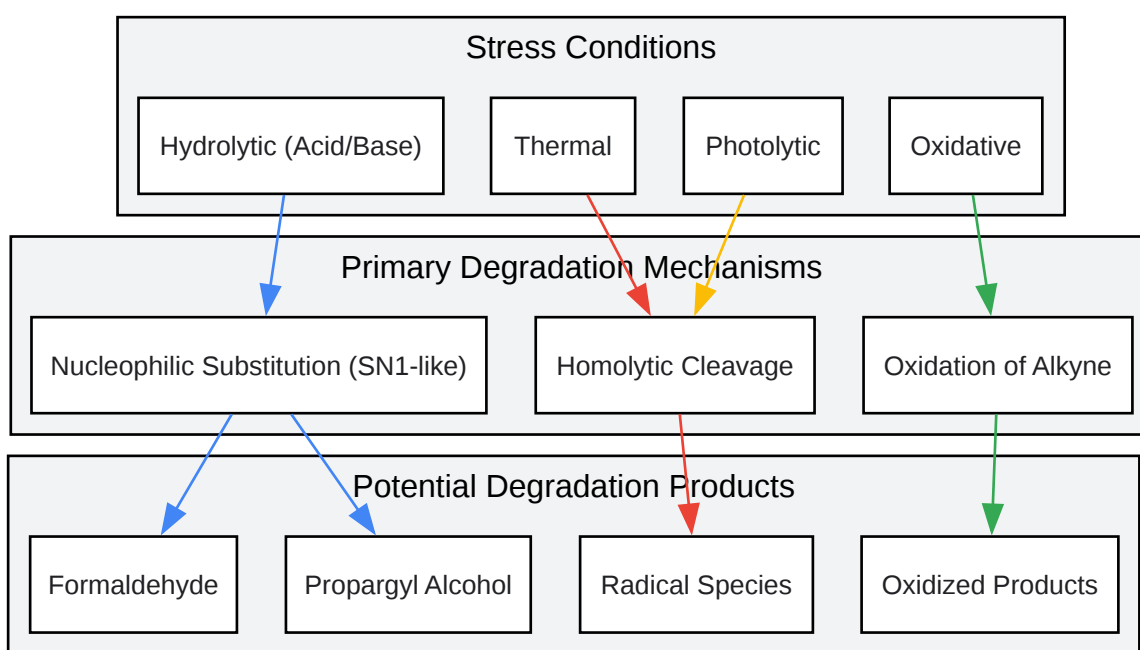 Stress Conditions
Hydrolytic (Acid/Base)
Thermal
Photolytic
Oxidative
Primary Degradation Mechanisms
Nucleophilic Substitution (SN1-like)
Homolytic Cleavage
Oxidation of Alkyne
Potential Degradation Products
Formaldehyde
Propargyl Alcohol
Radical Species
Oxidized Products